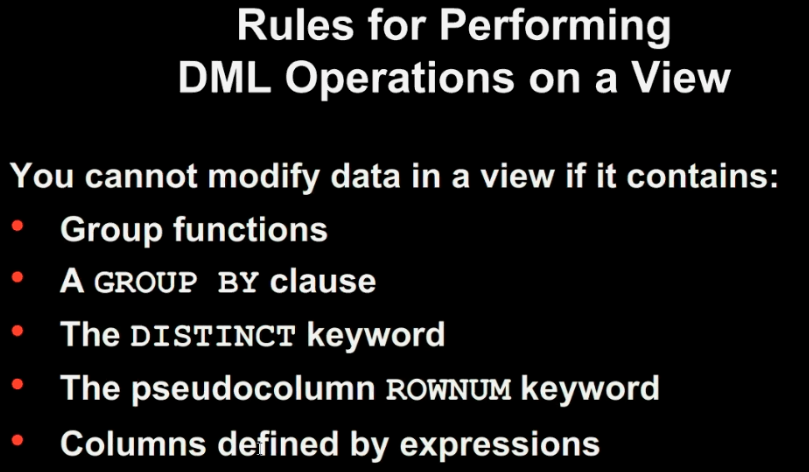 Rules for Performing
DML Operations on a View
You cannot modify data in a view if it contains:
• Group functions
• A GROUP BY clause
• The DISTINCT keyword
• The pseudocolumn ROWNUM keyword
• Columns defined by expressions